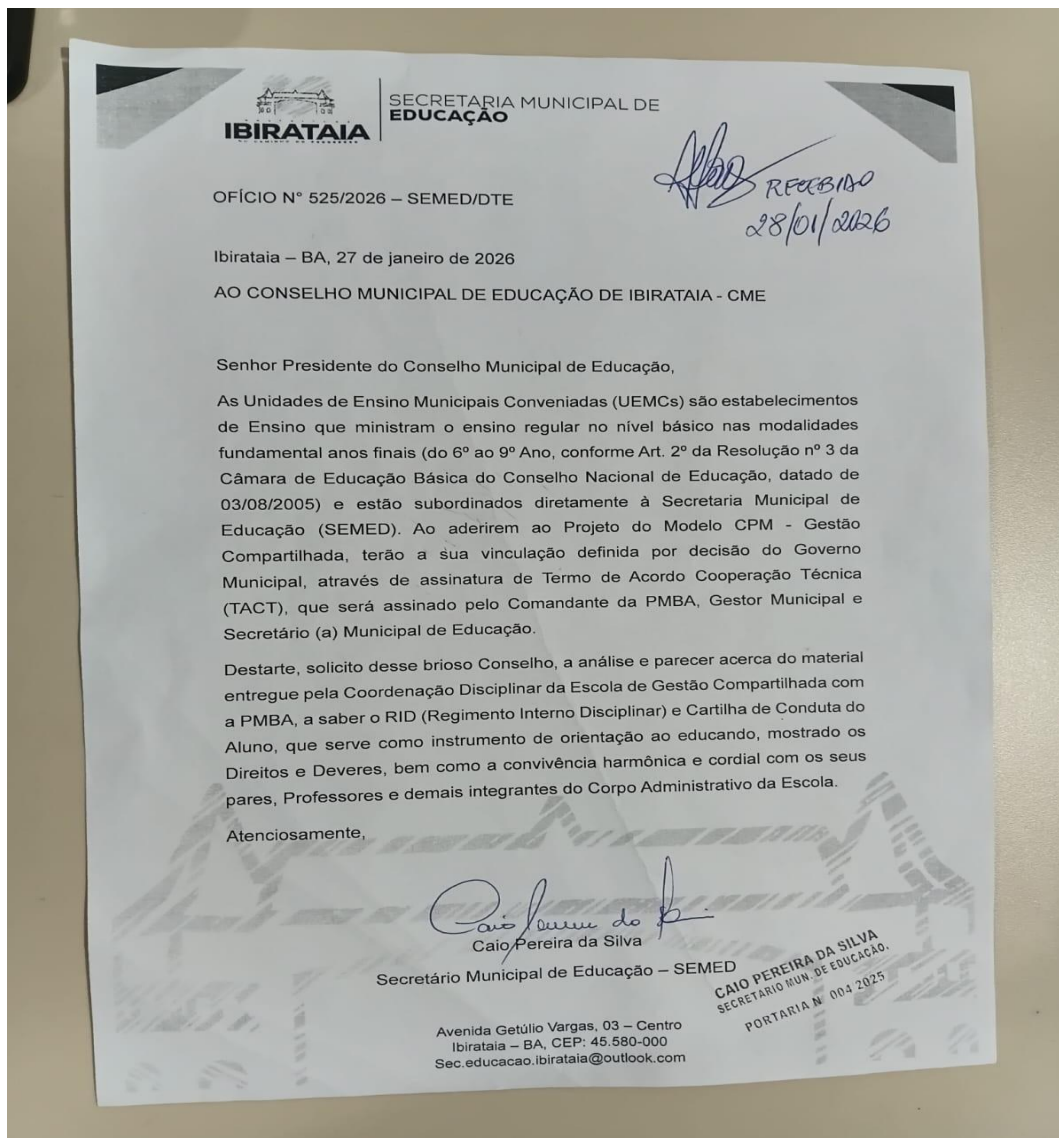 IBIRATAIA
SECRETARIA MUNICIPAL DE
EDUCAÇÃO
RECEBIDO
28/01/2026
OFÍCIO N° 525/2026 – SEMED/DTE
Ibirataia – BA, 27 de janeiro de 2026
AO CONSELHO MUNICIPAL DE EDUCAÇÃO DE IBIRATAIA - CME
Senhor Presidente do Conselho Municipal de Educação,
As Unidades de Ensino Municipais Conveniadas (UEMCs) são estabelecimentos
de Ensino que ministram o ensino regular no nível básico nas modalidades
fundamental anos finais (do 6º ao 9º Ano, conforme Art. 2º da Resolução nº 3 da
Câmara de Educação Básica do Conselho Nacional de Educação, datado de
03/08/2005) e estão subordinados diretamente à Secretaria Municipal de
Educação (SEMED). Ao aderirem ao Projeto do Modelo CPM - Gestão
Compartilhada, terão a sua vinculação definida por decisão do Governo
Municipal, através de assinatura de Termo de Acordo Cooperação Técnica
(TACT), que será assinado pelo Comandante da PMBA, Gestor Municipal e
Secretário (a) Municipal de Educação.
Destarte, solicito desse brioso Conselho, a análise e parecer acerca do material
entregue pela Coordenação Disciplinar da Escola de Gestão Compartilhada com
a PMBA, a saber o RID (Regimento Interno Disciplinar) e Cartilha de Conduta do
Aluno, que serve como instrumento de orientação ao educando, mostrado os
Direitos e Deveres, bem como a convivência harmônica e cordial com os seus
pares, Professores e demais integrantes do Corpo Administrativo da Escola.
Atenciosamente,
Caio Pereira da Silva
Secretário Municipal de Educação – SEMED
CAIO PEREIRA DA SILVA
SECRETARIO MUN. DE EDUCAÇÃO.
PORTARIA N 004 2025
Avenida Getúlio Vargas, 03 – Centro
Ibirataia – BA, CEP: 45.580-000
Sec.educacao.ibirataia@outlook.com